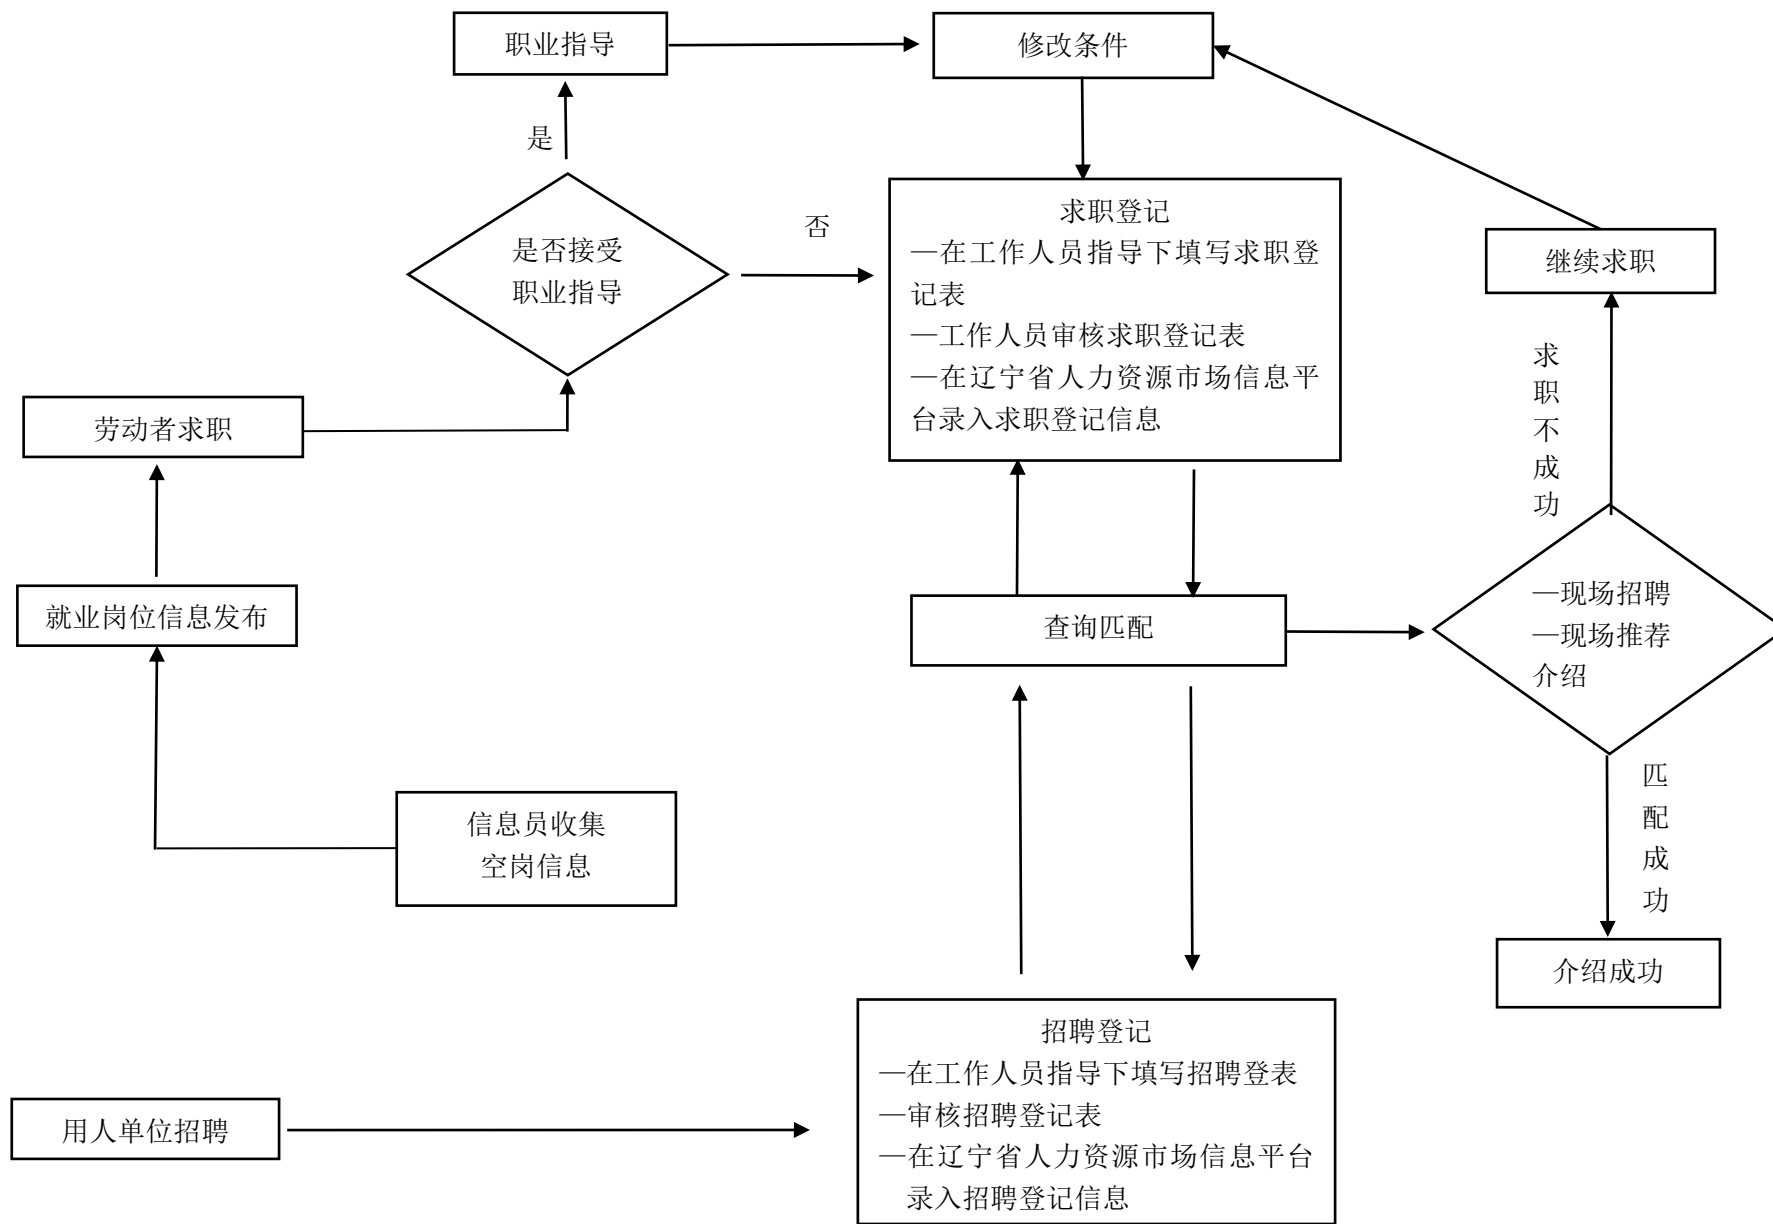 职业指导
修改条件
是
求职登记
—在工作人员指导下填写求职登
记表
—工作人员审核求职登记表
—在辽宁省人力资源市场信息平
台录入求职登记信息
否
是否接受
职业指导
继续求职
求职不成功
劳动者求职
就业岗位信息发布
查询匹配
—现场招聘
—现场推荐
介绍
匹配成功
信息员收集
空岗信息
介绍成功
招聘登记
—在工作人员指导下填写招聘登表
—审核招聘登记表
—在辽宁省人力资源市场信息平台
录入招聘登记信息
用人单位招聘